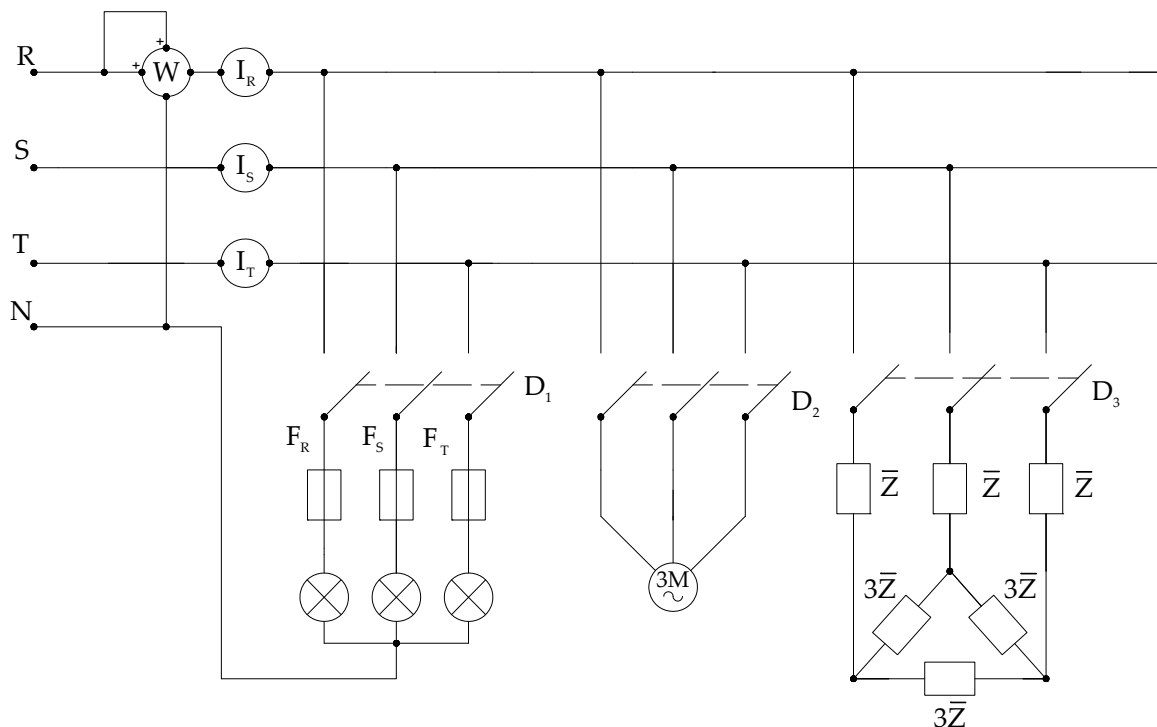 R
+
+
W
I_R
S
I_S
T
I_T
N
D_1
D_2
D_3
F_R
F_S
F_T
Z̅
Z̅
Z̅
3M
~
3Z̅
3Z̅
3Z̅